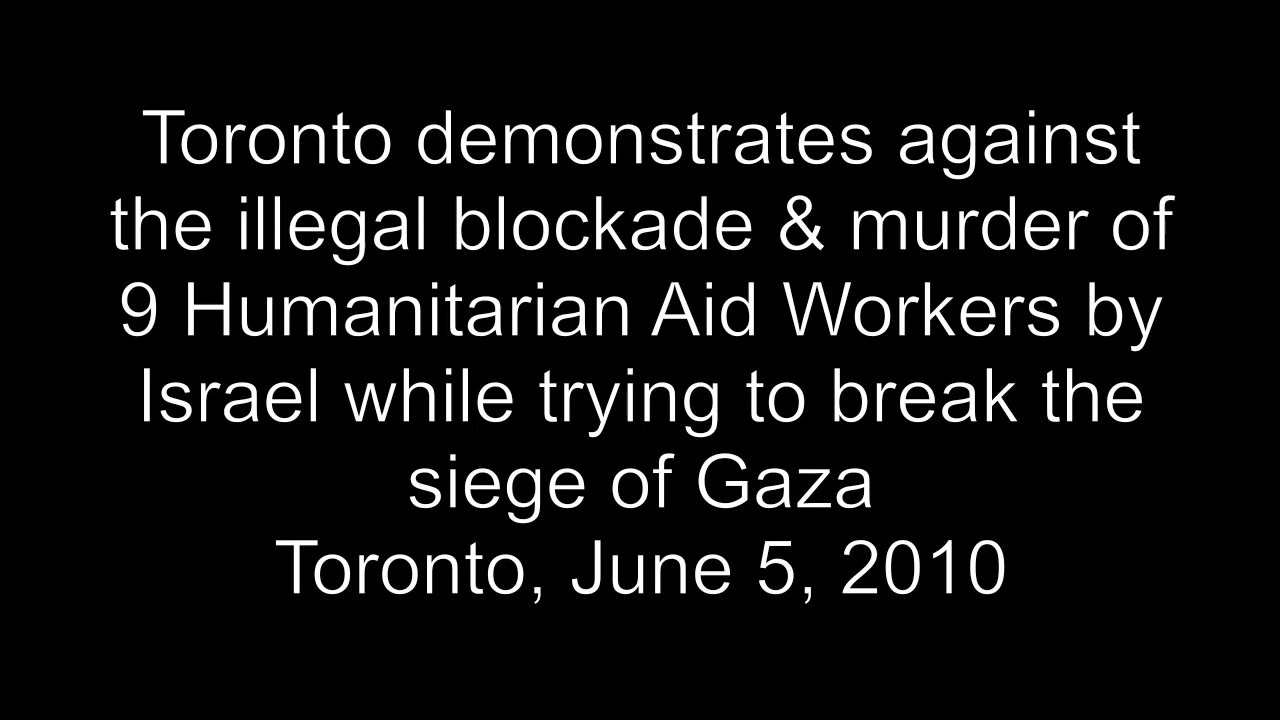 Toronto demonstrates against
the illegal blockade & murder of
9 Humanitarian Aid Workers by
Israel while trying to break the
siege of Gaza
Toronto, June 5, 2010